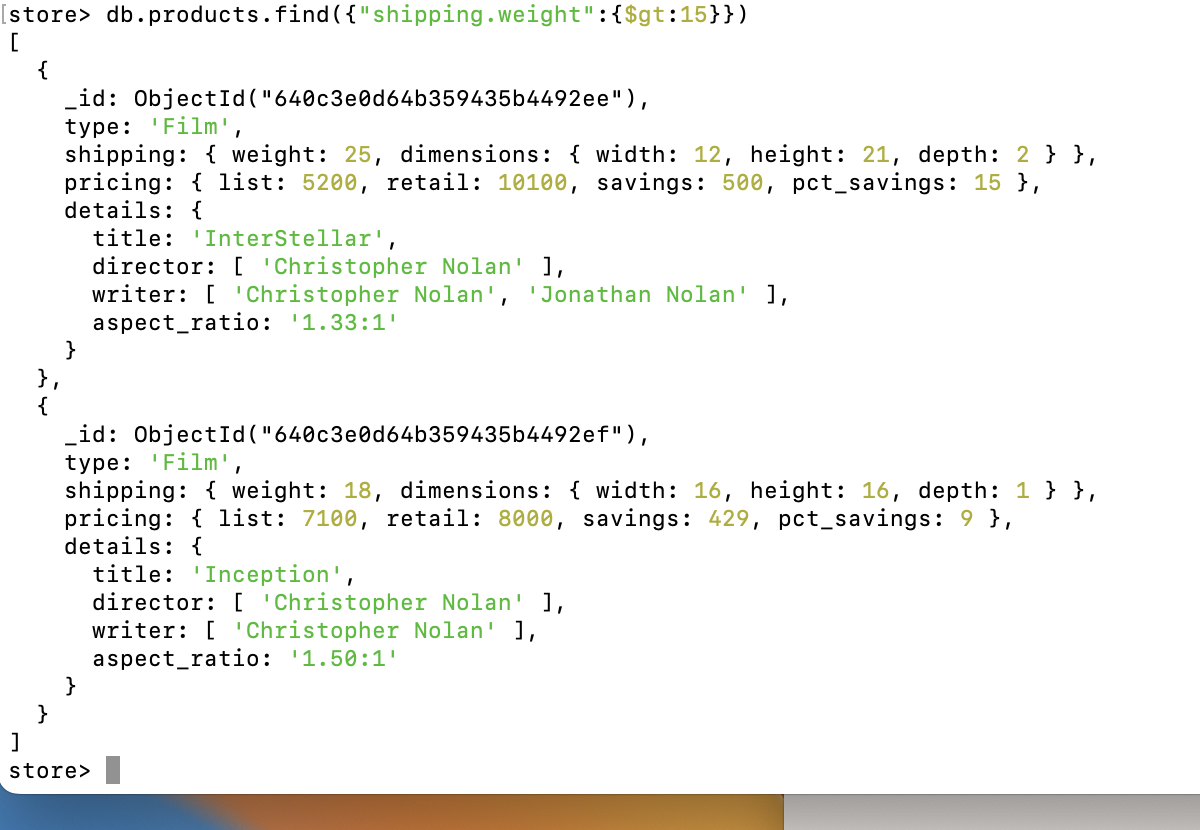 [store> db.products.find({"shipping.weight":{$gt:15}})
[
  {
    _id: ObjectId("640c3e0d64b359435b4492ee"),
    type: 'Film',
    shipping: { weight: 25, dimensions: { width: 12, height: 21, depth: 2 } },
    pricing: { list: 5200, retail: 10100, savings: 500, pct_savings: 15 },
    details: {
      title: 'InterStellar',
      director: [ 'Christopher Nolan' ],
      writer: [ 'Christopher Nolan', 'Jonathan Nolan' ],
      aspect_ratio: '1.33:1'
    }
  },
  {
    _id: ObjectId("640c3e0d64b359435b4492ef"),
    type: 'Film',
    shipping: { weight: 18, dimensions: { width: 16, height: 16, depth: 1 } },
    pricing: { list: 7100, retail: 8000, savings: 429, pct_savings: 9 },
    details: {
      title: 'Inception',
      director: [ 'Christopher Nolan' ],
      writer: [ 'Christopher Nolan' ],
      aspect_ratio: '1.50:1'
    }
  }
]
store>